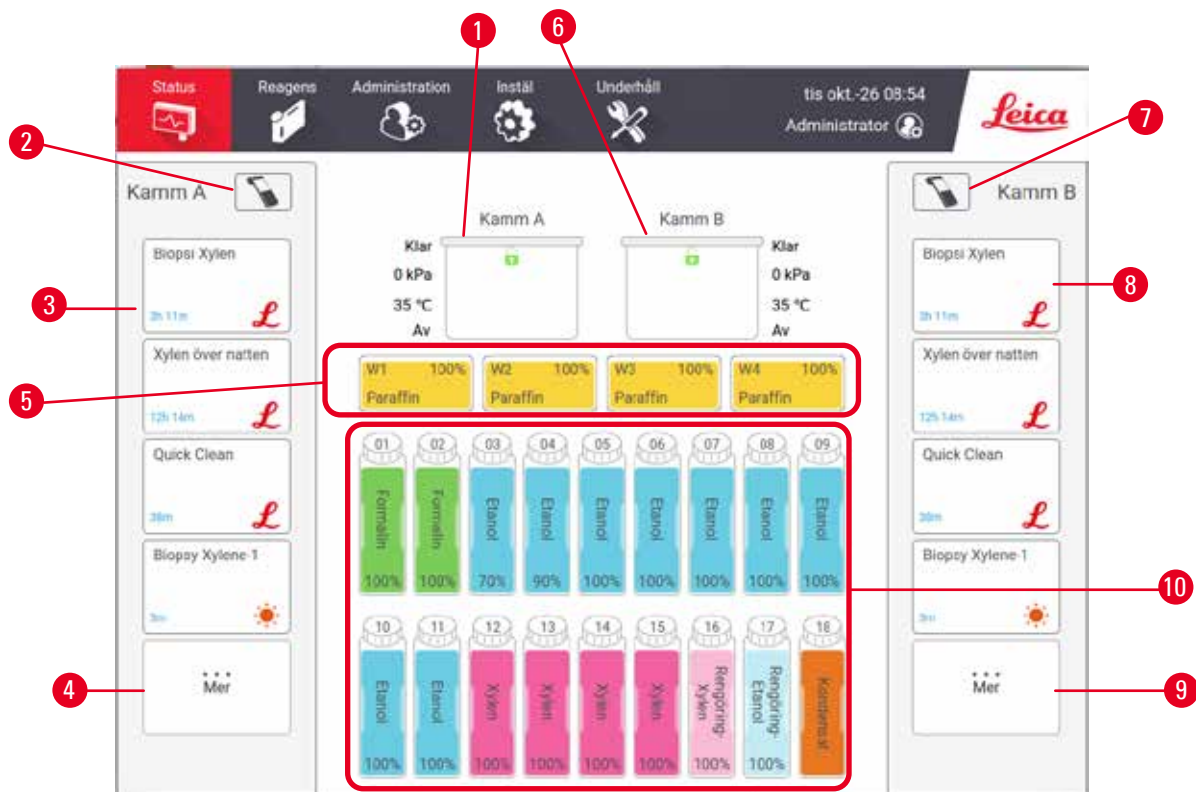 1
6
Status Reagens Administration Instäl Underhåll
tis okt.-26 08:54
Administrator
Leica
7
2
Kamm A
Kamm B
Kamm A
Kamm B
Klar
0 kPa
35 °C
Av
Klar
0 kPa
35 °C
Av
Biopsi Xylen
3h 11m
L
3
Xylen över natten
12h 14m
L
Quick Clean
38m
L
Biopsy Xylene-1
3m
... Mer
4
Biopsi Xylen
3h 11m
L
8
Xylen över natten
12h 14m
L
Quick Clean
38m
L
Biopsy Xylene-1
3m
... Mer
9
5
W1 100%
Paraffin
W2 100%
Paraffin
W3 100%
Paraffin
W4 100%
Paraffin
01 02 03 04 05 06 07 08 09
Formalin Formalin Etanol Etanol Etanol Etanol Etanol Etanol Etanol
100% 100% 70% 90% 100% 100% 100% 100% 100%
10
10 11 12 13 14 15 16 17 18
Etanol Etanol Xylen Xylen Xylen Xylen Rengöring-Xylen Rengöring-Etanol Kondensat
100% 100% 100% 100% 100% 100% 100% 100%